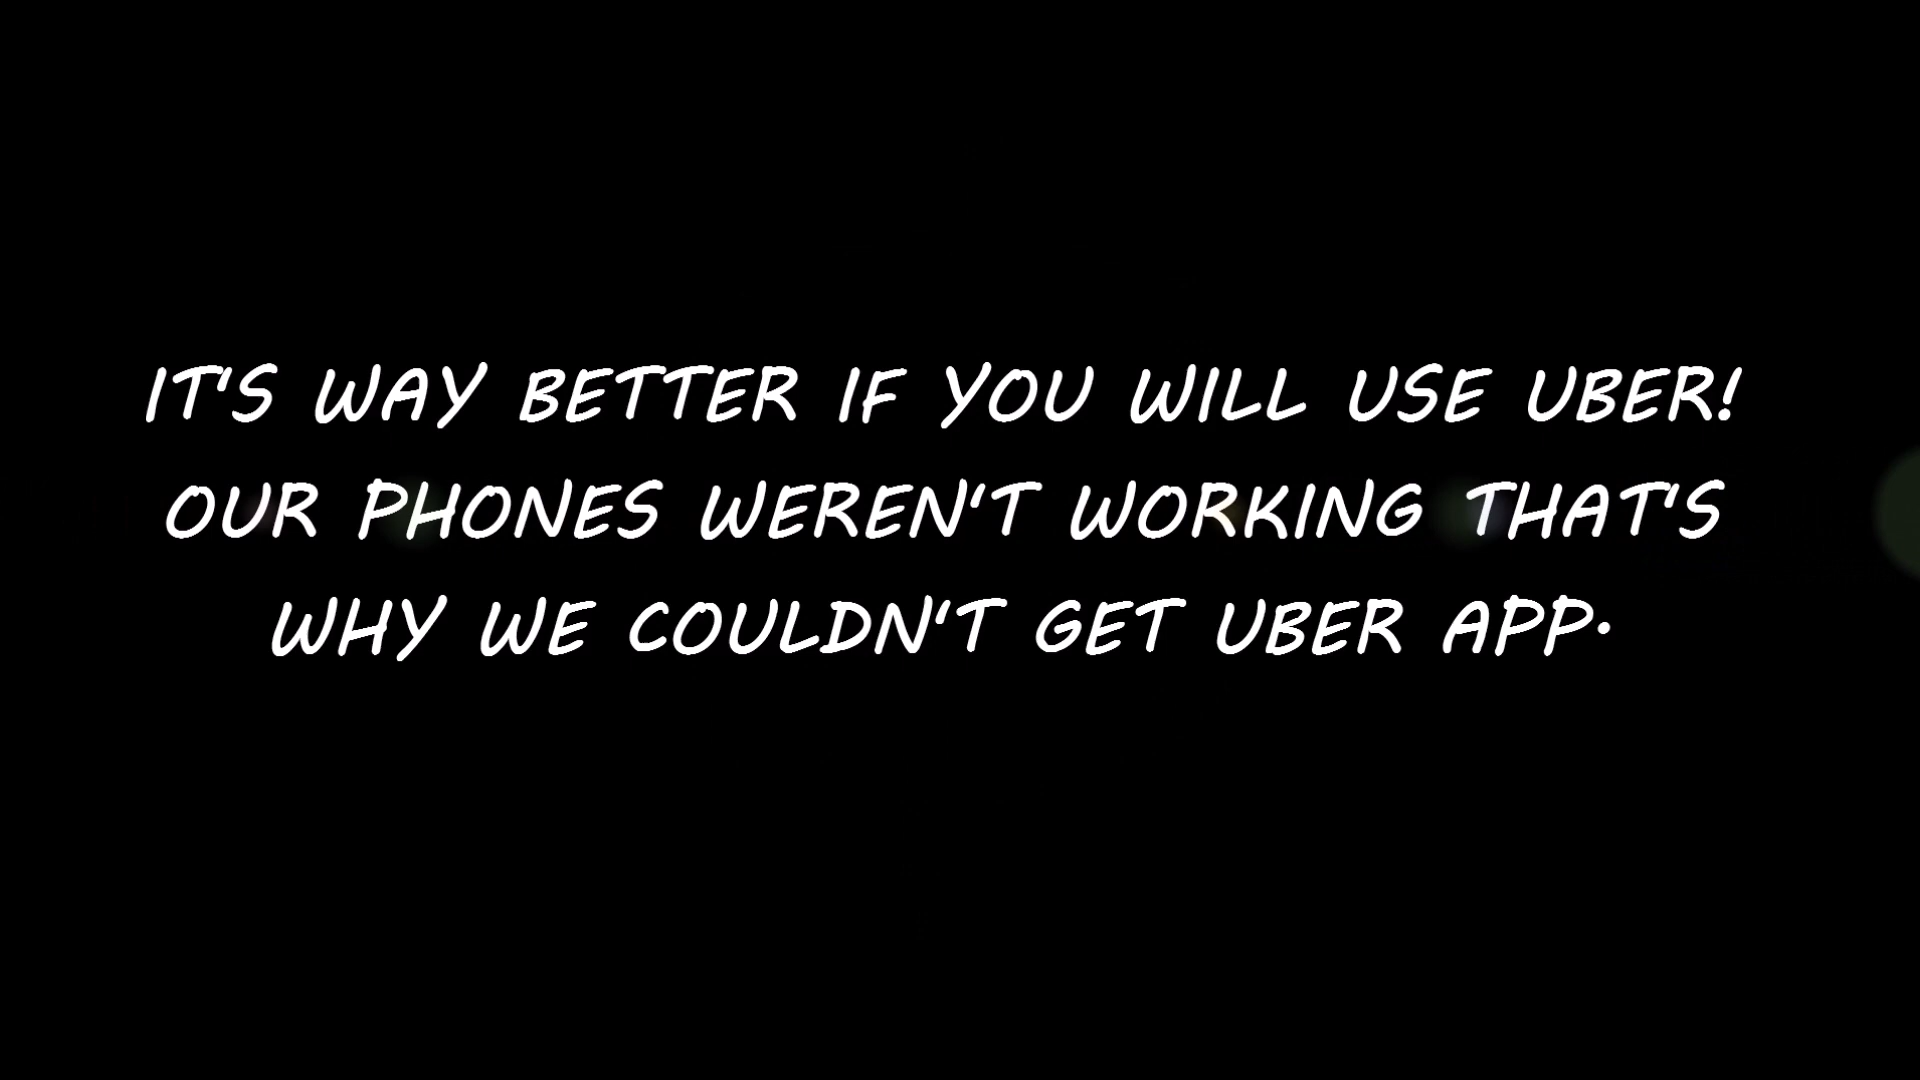 IT'S WAY BETTER IF YOU WILL USE UBER!
OUR PHONES WEREN'T WORKING THAT'S
WHY WE COULDN'T GET UBER APP.